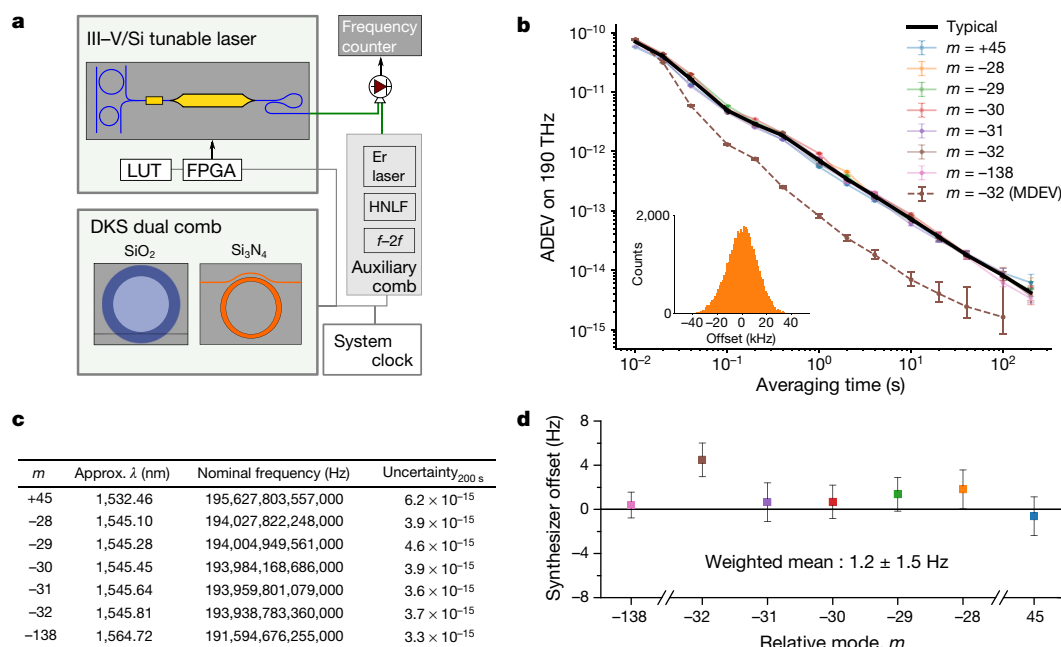 a
III–V/Si tunable laser
LUT
FPGA
Frequency
counter
Er
laser
HNLF
f–2f
Auxiliary
comb
DKS dual comb
SiO2
Si3N4
System
clock
b
ADEV on 190 THz
10−10
10−11
10−12
10−13
10−14
10−15
10−2
10−1
100
101
102
Averaging time (s)
Typical
m = +45
m = –28
m = –29
m = –30
m = –31
m = –32
m = –138
m = –32 (MDEV)
2,000
Counts
0
−40 −20 0 20 40
Offset (kHz)
c
m Approx. λ (nm) Nominal frequency (Hz) Uncertainty200 s
+45 1,532.46 195,627,803,557,000 6.2 × 10−15
–28 1,545.10 194,027,822,248,000 3.9 × 10−15
–29 1,545.28 194,004,949,561,000 4.6 × 10−15
–30 1,545.45 193,984,168,686,000 3.9 × 10−15
–31 1,545.64 193,959,801,079,000 3.6 × 10−15
–32 1,545.81 193,938,783,360,000 3.7 × 10−15
–138 1,564.72 191,594,676,255,000 3.3 × 10−15
d
Synthesizer offset (Hz)
8
4
0
−4
−8
Weighted mean : 1.2 ± 1.5 Hz
−138 −32 −31 −30 −29 −28 45
Relative mode, m